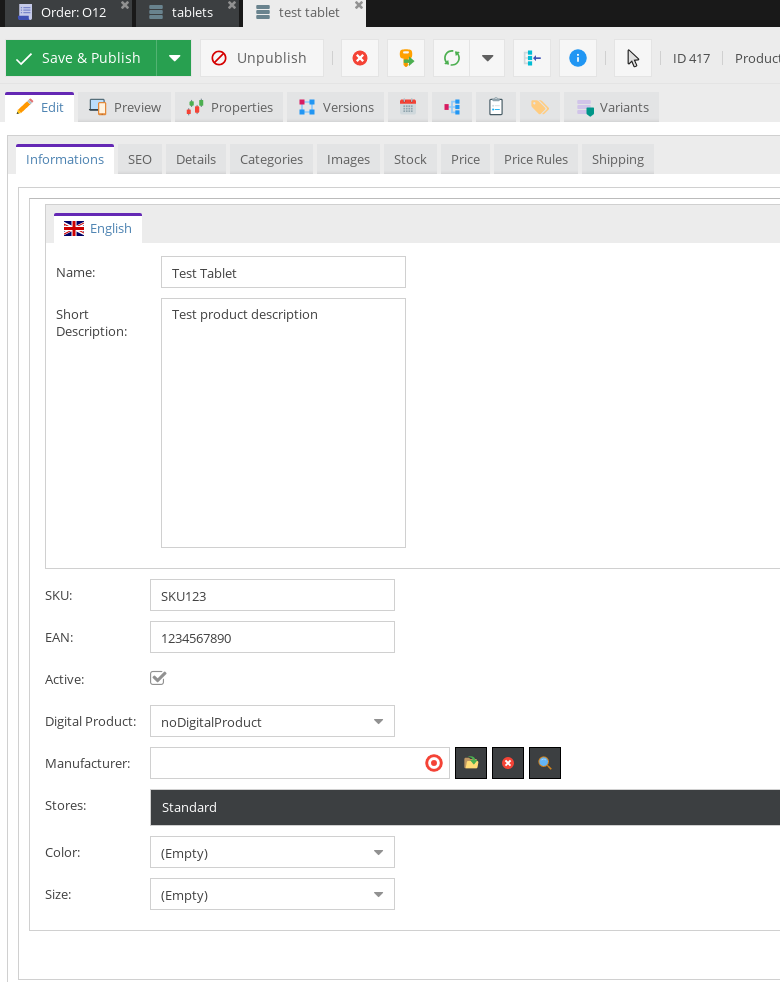 Order: O12
tablets
test tablet
Save & Publish
Unpublish
ID 417
Product
Edit
Preview
Properties
Versions
Variants
Informations
SEO
Details
Categories
Images
Stock
Price
Price Rules
Shipping
English
Name:
Test Tablet
Short
Description:
Test product description
SKU:
SKU123
EAN:
1234567890
Active:
Digital Product:
noDigitalProduct
Manufacturer:
Stores:
Standard
Color:
(Empty)
Size:
(Empty)